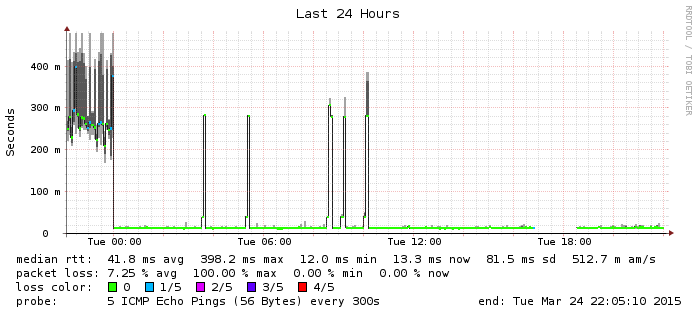 Last 24 Hours
RRDTOOL / TOBI OETIKER
Seconds
400 m
300 m
200 m
100 m
0
Tue 00:00 Tue 06:00 Tue 12:00 Tue 18:00
median rtt: 41.8 ms avg 398.2 ms max 12.0 ms min 13.3 ms now 81.5 ms sd 512.7 m am/s
packet loss: 7.25 % avg 100.00 % max 0.00 % min 0.00 % now
loss color: 0 1/5 2/5 3/5 4/5
probe: 5 ICMP Echo Pings (56 Bytes) every 300s end: Tue Mar 24 22:05:10 2015